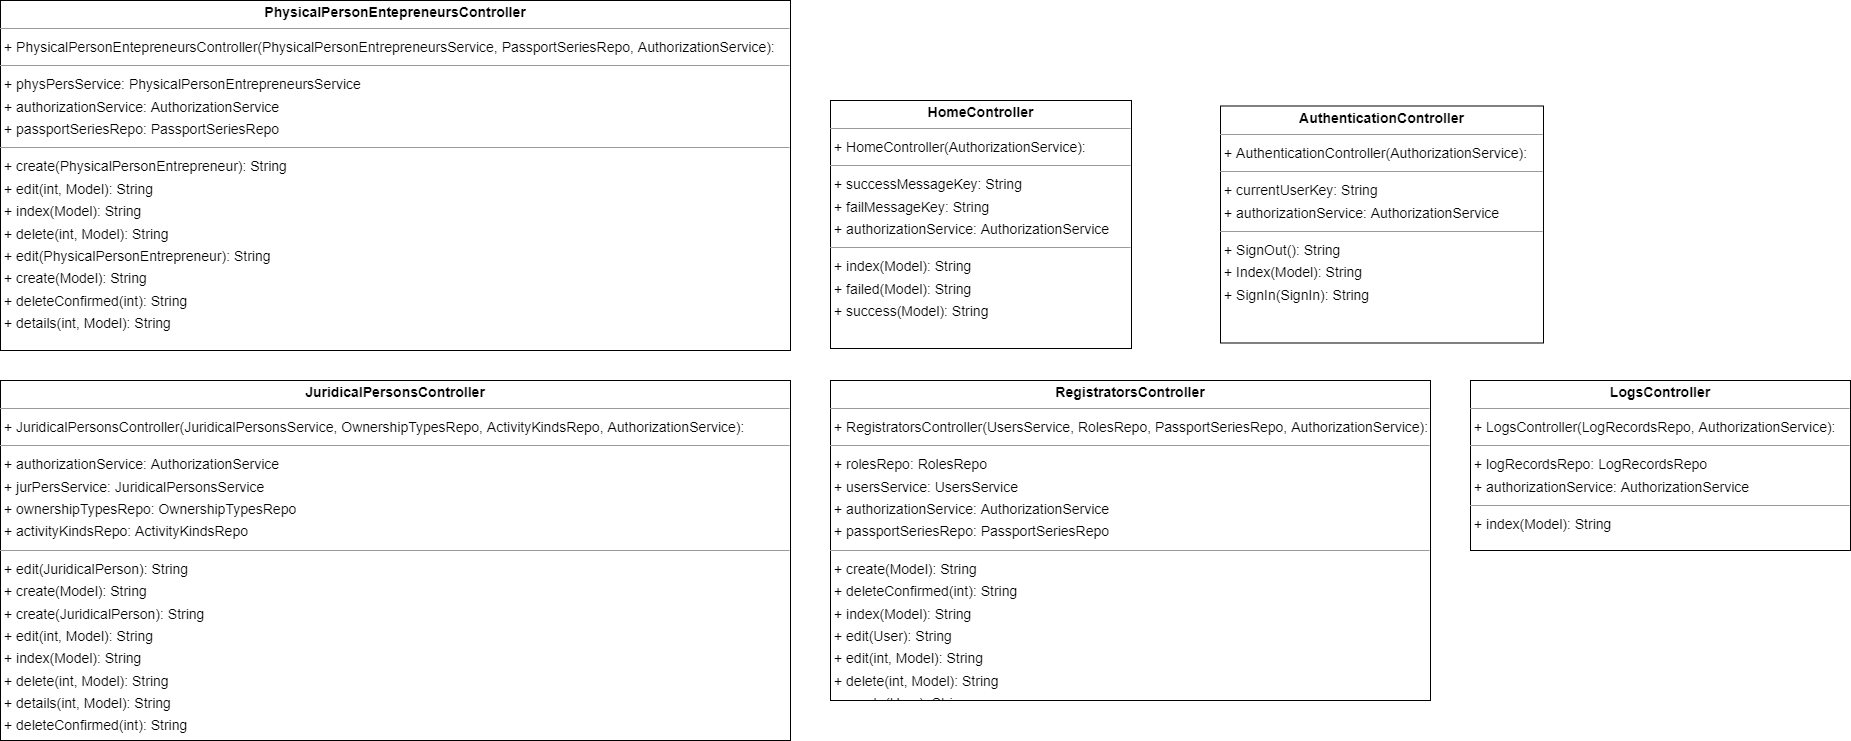 PhysicalPersonEntepreneursController
+ PhysicalPersonEntepreneursController(PhysicalPersonEntrepreneursService, PassportSeriesRepo, AuthorizationService):
+ physPersService: PhysicalPersonEntrepreneursService
+ authorizationService: AuthorizationService
+ passportSeriesRepo: PassportSeriesRepo
+ create(PhysicalPersonEntrepreneur): String
+ edit(int, Model): String
+ index(Model): String
+ delete(int, Model): String
+ edit(PhysicalPersonEntrepreneur): String
+ create(Model): String
+ deleteConfirmed(int): String
+ details(int, Model): String
HomeController
+ HomeController(AuthorizationService):
+ successMessageKey: String
+ failMessageKey: String
+ authorizationService: AuthorizationService
+ index(Model): String
+ failed(Model): String
+ success(Model): String
AuthenticationController
+ AuthenticationController(AuthorizationService):
+ currentUserKey: String
+ authorizationService: AuthorizationService
+ SignOut(): String
+ Index(Model): String
+ SignIn(SignIn): String
JuridicalPersonsController
+ JuridicalPersonsController(JuridicalPersonsService, OwnershipTypesRepo, ActivityKindsRepo, AuthorizationService):
+ authorizationService: AuthorizationService
+ jurPersService: JuridicalPersonsService
+ ownershipTypesRepo: OwnershipTypesRepo
+ activityKindsRepo: ActivityKindsRepo
+ edit(JuridicalPerson): String
+ create(Model): String
+ create(JuridicalPerson): String
+ edit(int, Model): String
+ index(Model): String
+ delete(int, Model): String
+ details(int, Model): String
+ deleteConfirmed(int): String
RegistratorsController
+ RegistratorsController(UsersService, RolesRepo, PassportSeriesRepo, AuthorizationService):
+ rolesRepo: RolesRepo
+ usersService: UsersService
+ authorizationService: AuthorizationService
+ passportSeriesRepo: PassportSeriesRepo
+ create(Model): String
+ deleteConfirmed(int): String
+ index(Model): String
+ edit(User): String
+ edit(int, Model): String
+ delete(int, Model): String
LogsController
+ LogsController(LogRecordsRepo, AuthorizationService):
+ logRecordsRepo: LogRecordsRepo
+ authorizationService: AuthorizationService
+ index(Model): String